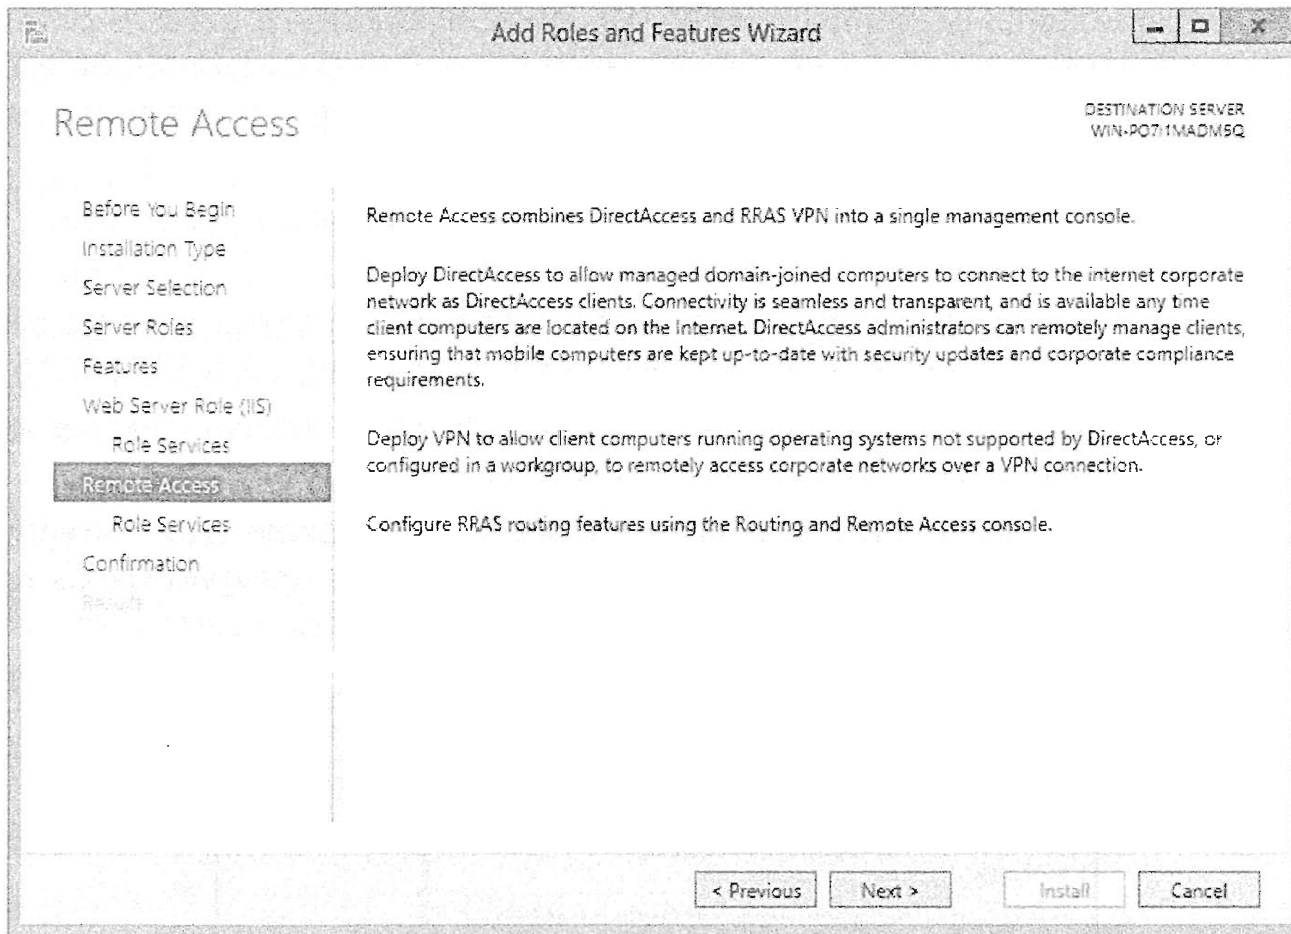 Add Roles and Features Wizard
Remote Access
DESTINATION SERVER
Before You Begin
Installation Type
Server Selection
Server Roles
Features
Web Server Role (IIS)
Role Services
Remote Access
Role Services
Confirmation
Results
Remote Access combines DirectAccess and RRAS VPN into a single management console.
Deploy DirectAccess to allow managed domain-joined computers to connect to the internet corporate
network as DirectAccess clients. Connectivity is seamless and transparent, and is available any time
client computers are located on the Internet. DirectAccess administrators can remotely manage clients,
ensuring that mobile computers are kept up-to-date with security updates and corporate compliance
requirements.
Deploy VPN to allow client computers running operating systems not supported by DirectAccess, or
configured in a workgroup, to remotely access corporate networks over a VPN connection.
Configure RRAS routing features using the Routing and Remote Access console.
< Previous
Next >
Install
Cancel